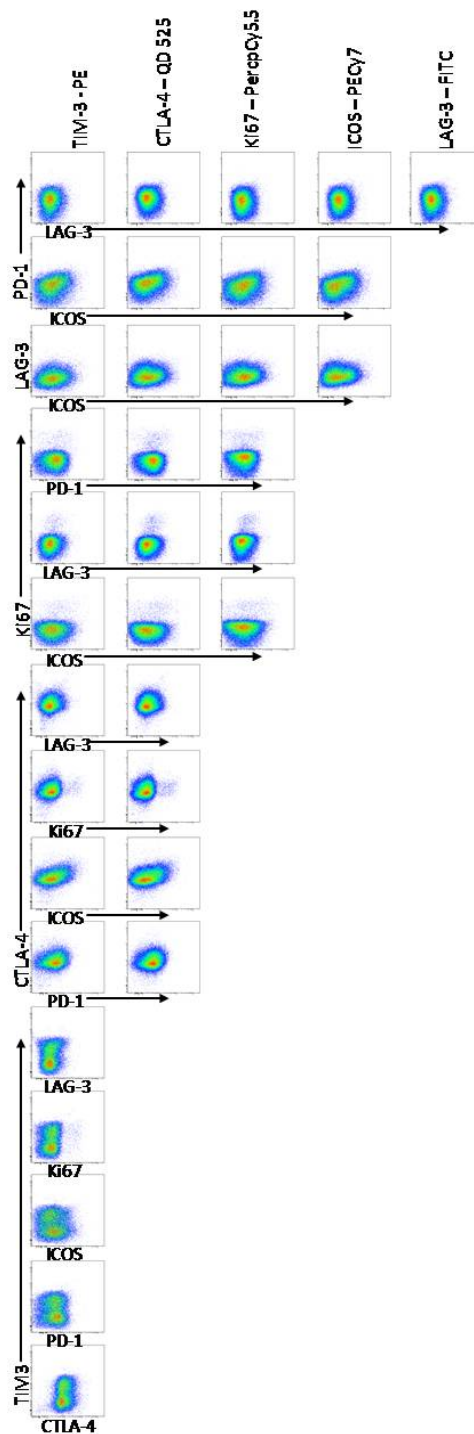 TIIM-3 - PE
CTLA-4 – QD 525
KI67 – PercpCy5.5
ICOS – PECy7
LAG-3 – FITC
PD-1
LAG-3
ICOS
LAG-3
ICOS
Ki67
PD-1
LAG-3
ICOS
CTLA-4
LAG-3
Ki67
ICOS
PD-1
TIIM3
LAG-3
Ki67
ICOS
PD-1
CTLA-4